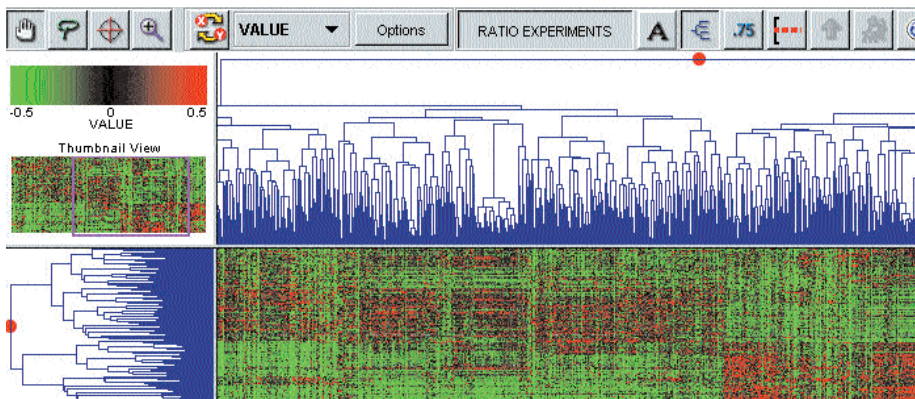 VALUE Options RATIO EXPERIMENTS A .75
-0.5 0 0.5
VALUE
Thumbnail View